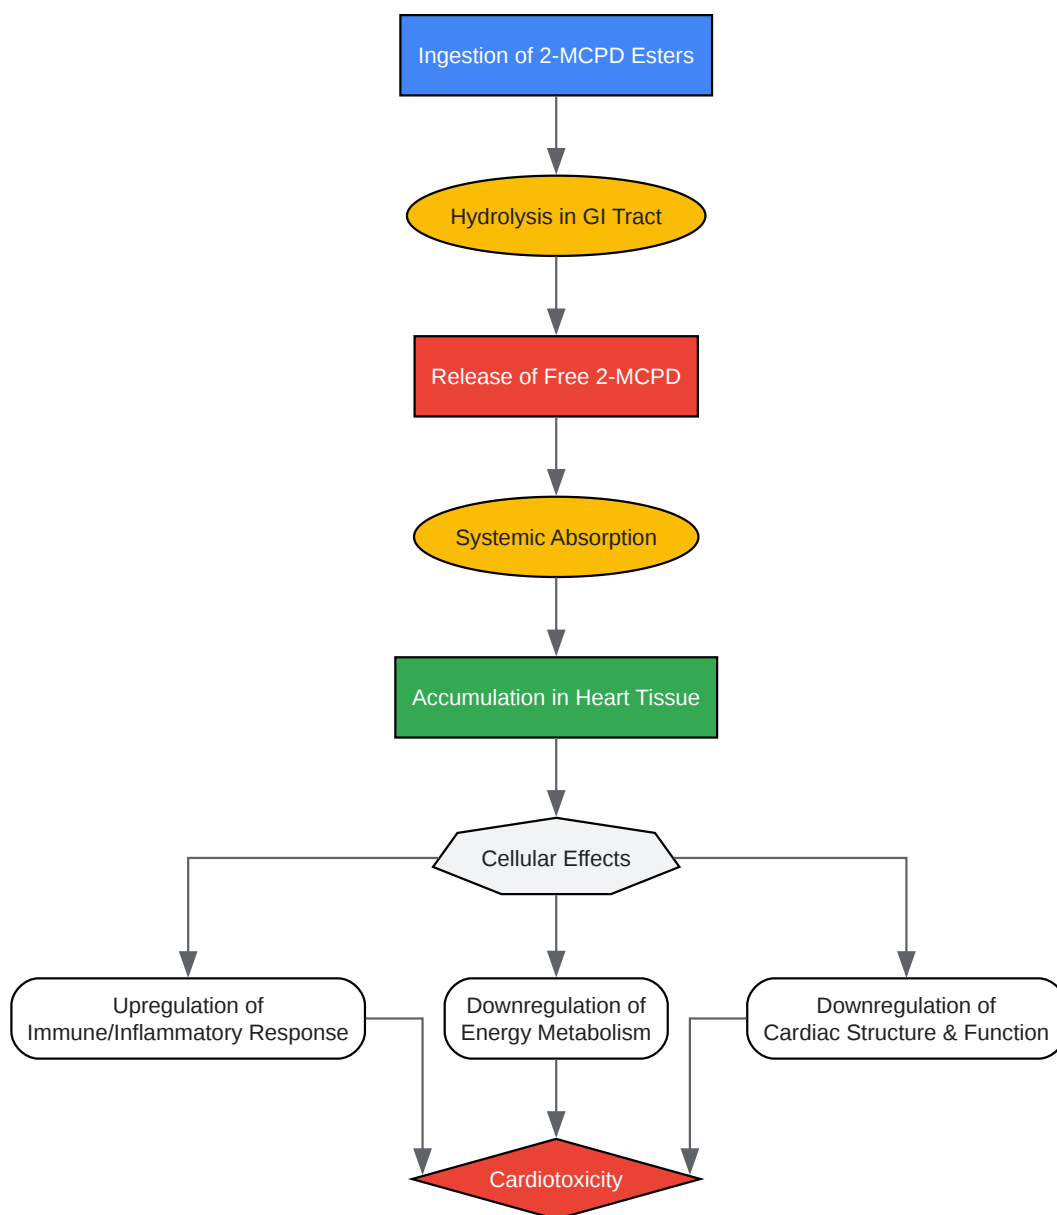 Ingestion of 2-MCPD Esters
Hydrolysis in GI Tract
Release of Free 2-MCPD
Systemic Absorption
Accumulation in Heart Tissue
Cellular Effects
Upregulation of
Immune/Inflammatory Response
Downregulation of
Energy Metabolism
Downregulation of
Cardiac Structure & Function
Cardiotoxicity